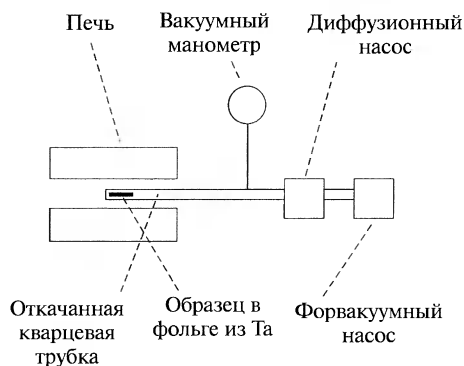 Печь
Вакуумный
манометр
Диффузионный
насос
Откачанная
кварцевая
трубка
Образец в
фольге из Ta
Форвакуумный
насос